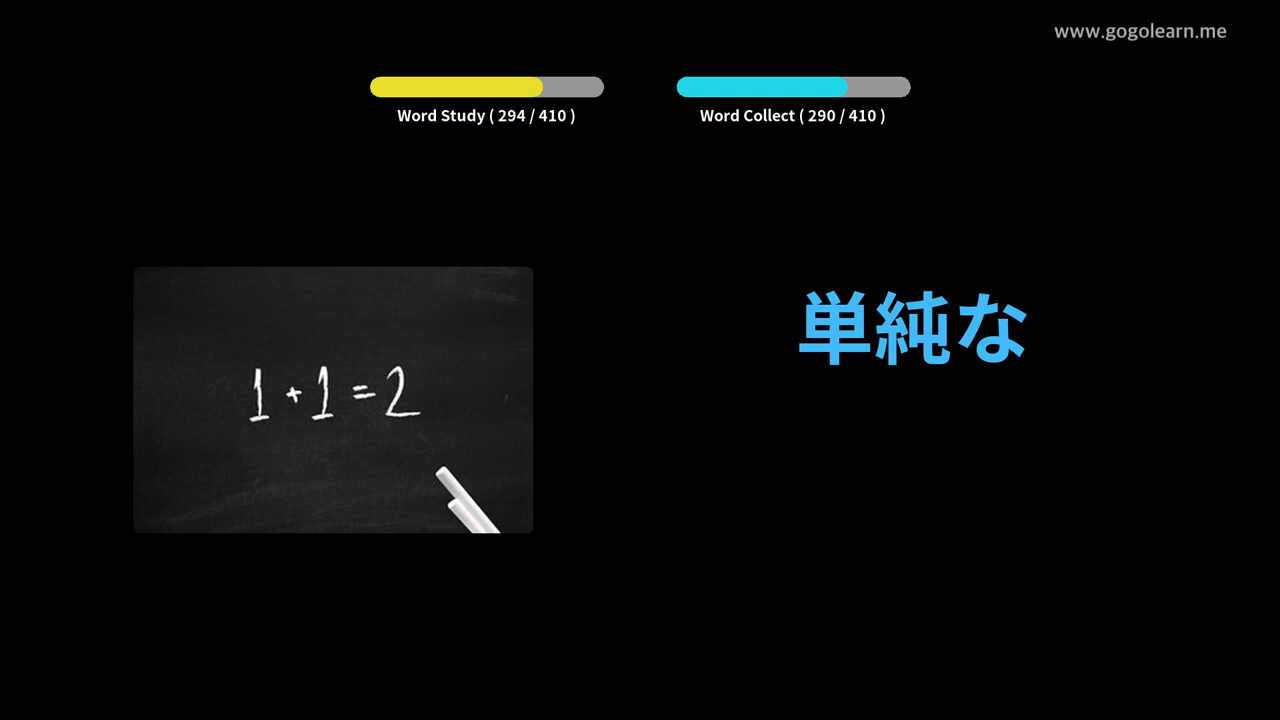 www.gogolearn.me
Word Study ( 294 / 410 )
Word Collect ( 290 / 410 )
1 + 1 = 2
単純な